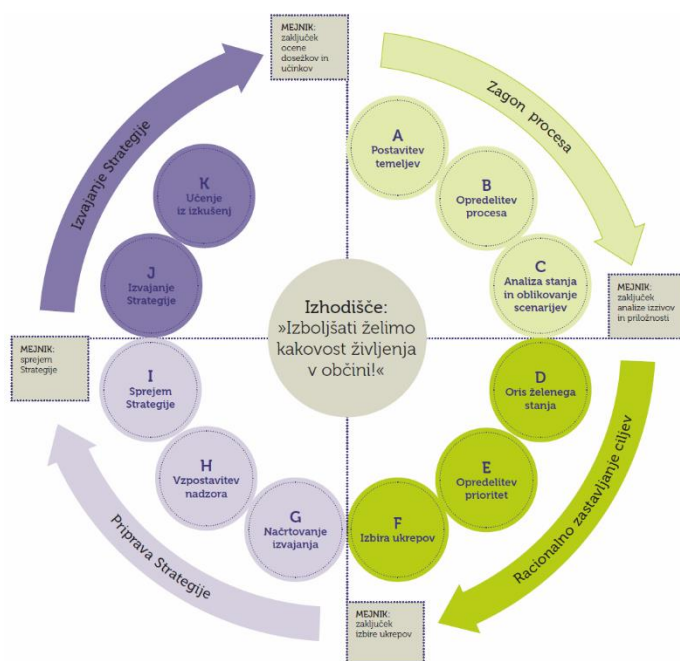 MEJNIK:
zaključek
ocene
dosežkov in
učinkov
Zagon procesa
A
Postavitev
temeljev
B
Opredelitev
procesa
C
Analiza stanja
in oblikovanje
scenarijev
MEJNIK:
zaključek
analize izzivov
in priložnosti
Racionalno zastavljanje ciljev
D
Oris želenega
stanja
E
Opredelitev
prioritet
F
Izbira ukrepov
MEJNIK:
zaključek
izbire ukrepov
Priprava Strategije
G
Načrtovanje
izvajanja
H
Vzpostavitev
nadzora
I
Sprejem
Strategije
MEJNIK:
sprejem
Strategije
Izvajanje Strategije
J
Izvajanje
Strategije
K
Učenje
iz izkušenj
Izhodišče:
»Izboljšati želimo
kakovost življenja
v občini!«